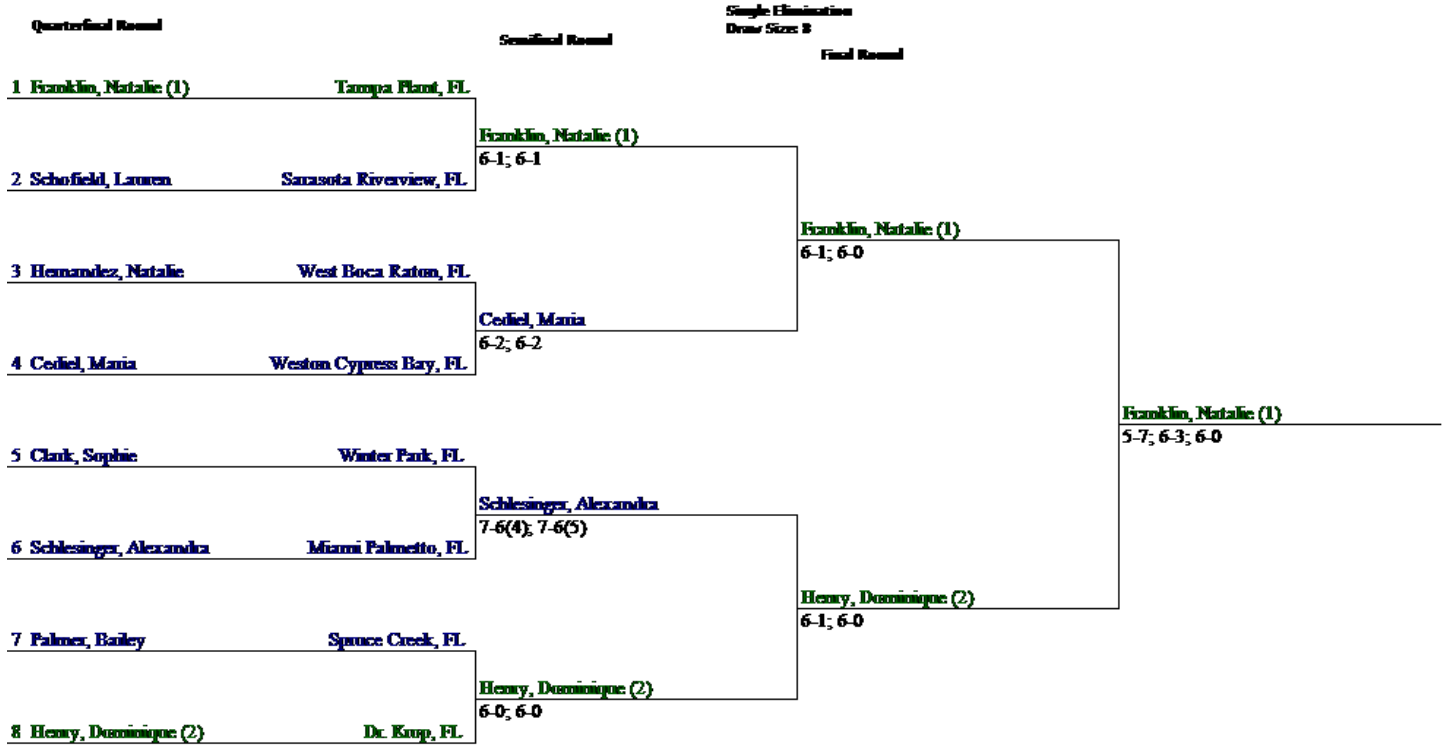 Single Elimination
Quarterfinal Round
Draw Size: 8
Semifinal Round
Final Round
1 Franklin, Natalie (1) Tampa Plant, FL
Franklin, Natalie (1)
6-1; 6-1
2 Schofield, Lauren Sarasota Riverview, FL
Franklin, Natalie (1)
6-1; 6-0
3 Hernandez, Natalie West Boca Raton, FL
Cediel, Maria
6-2; 6-2
4 Cediel, Maria Weston Cypress Bay, FL
Franklin, Natalie (1)
5-7; 6-3; 6-0
5 Clark, Sophie Winter Park, FL
Schlesinger, Alexandra
7-6(4); 7-6(5)
6 Schlesinger, Alexandra Miami Palmetto, FL
Henry, Dominique (2)
6-1; 6-0
7 Palmer, Bailey Spruce Creek, FL
Henry, Dominique (2)
6-0; 6-0
8 Henry, Dominique (2) Dr. Krop, FL